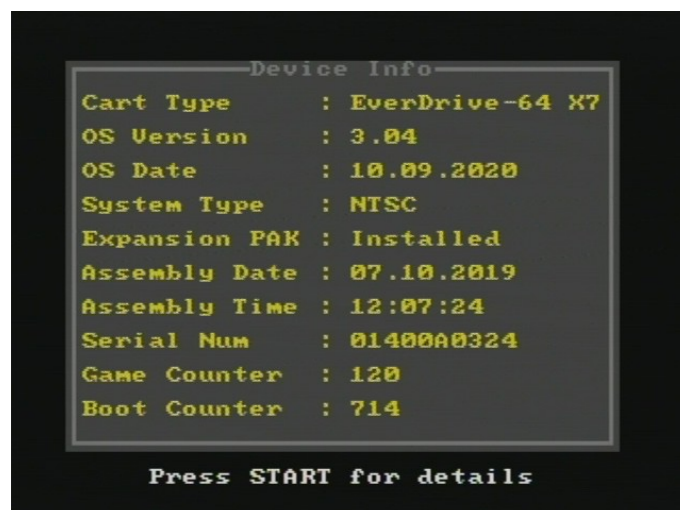 Device Info
Cart Type : EverDrive-64 X7
OS Version : 3.04
OS Date : 10.09.2020
System Type : NTSC
Expansion PAK : Installed
Assembly Date : 07.10.2019
Assembly Time : 12:07:24
Serial Num : 01400A0324
Game Counter : 120
Boot Counter : 714
Press START for details